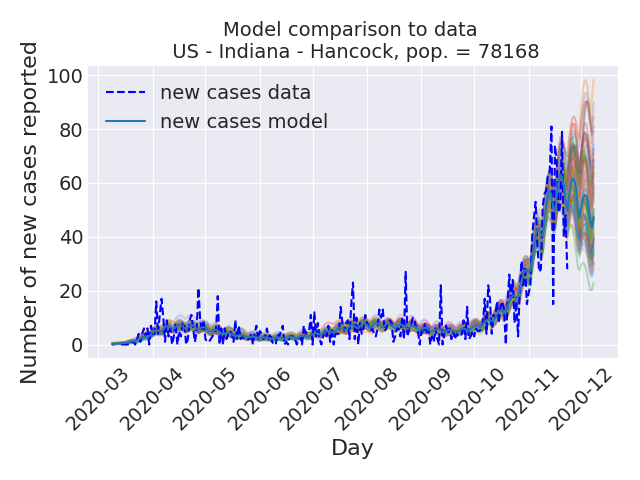 Model comparison to data
US - Indiana - Hancock, pop. = 78168
Number of new cases reported
100
80
60
40
20
0
new cases data
new cases model
2020-03
2020-04
2020-05
2020-06
2020-07
2020-08
2020-09
2020-10
2020-11
2020-12
Day